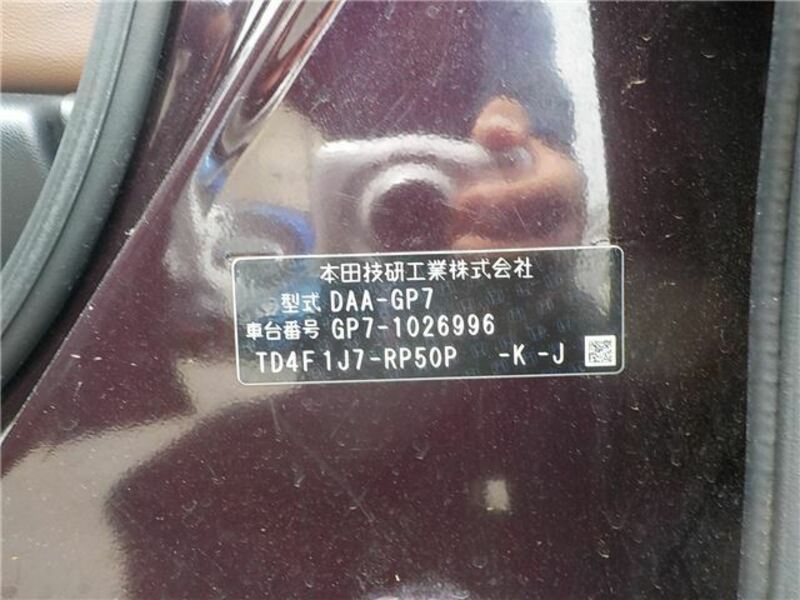 本田技研工業株式会社
型式 DAA-GP7
車台番号 GP7-1026996
TD4F1J7-RP50P -K -J